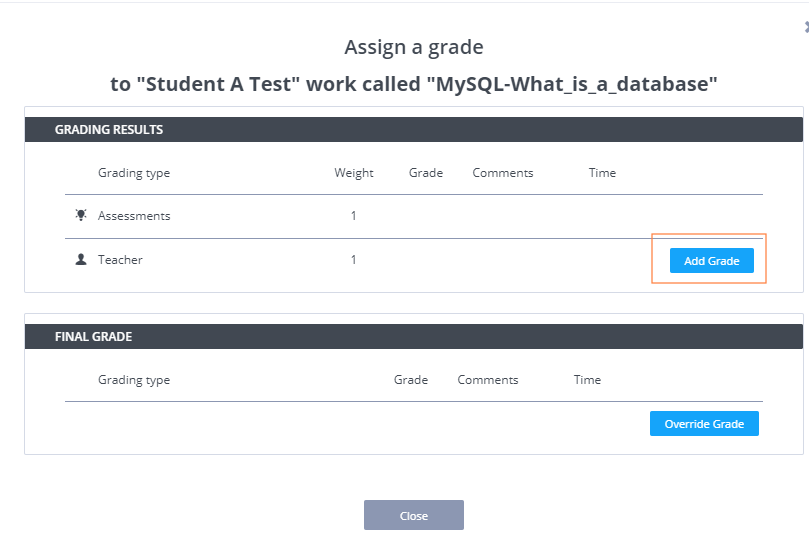 Assign a grade
to "Student A Test" work called "MySQL-What_is_a_database"
GRADING RESULTS
Grading type Weight Grade Comments Time
Assessments 1
Teacher 1 Add Grade
FINAL GRADE
Grading type Grade Comments Time
Override Grade
Close